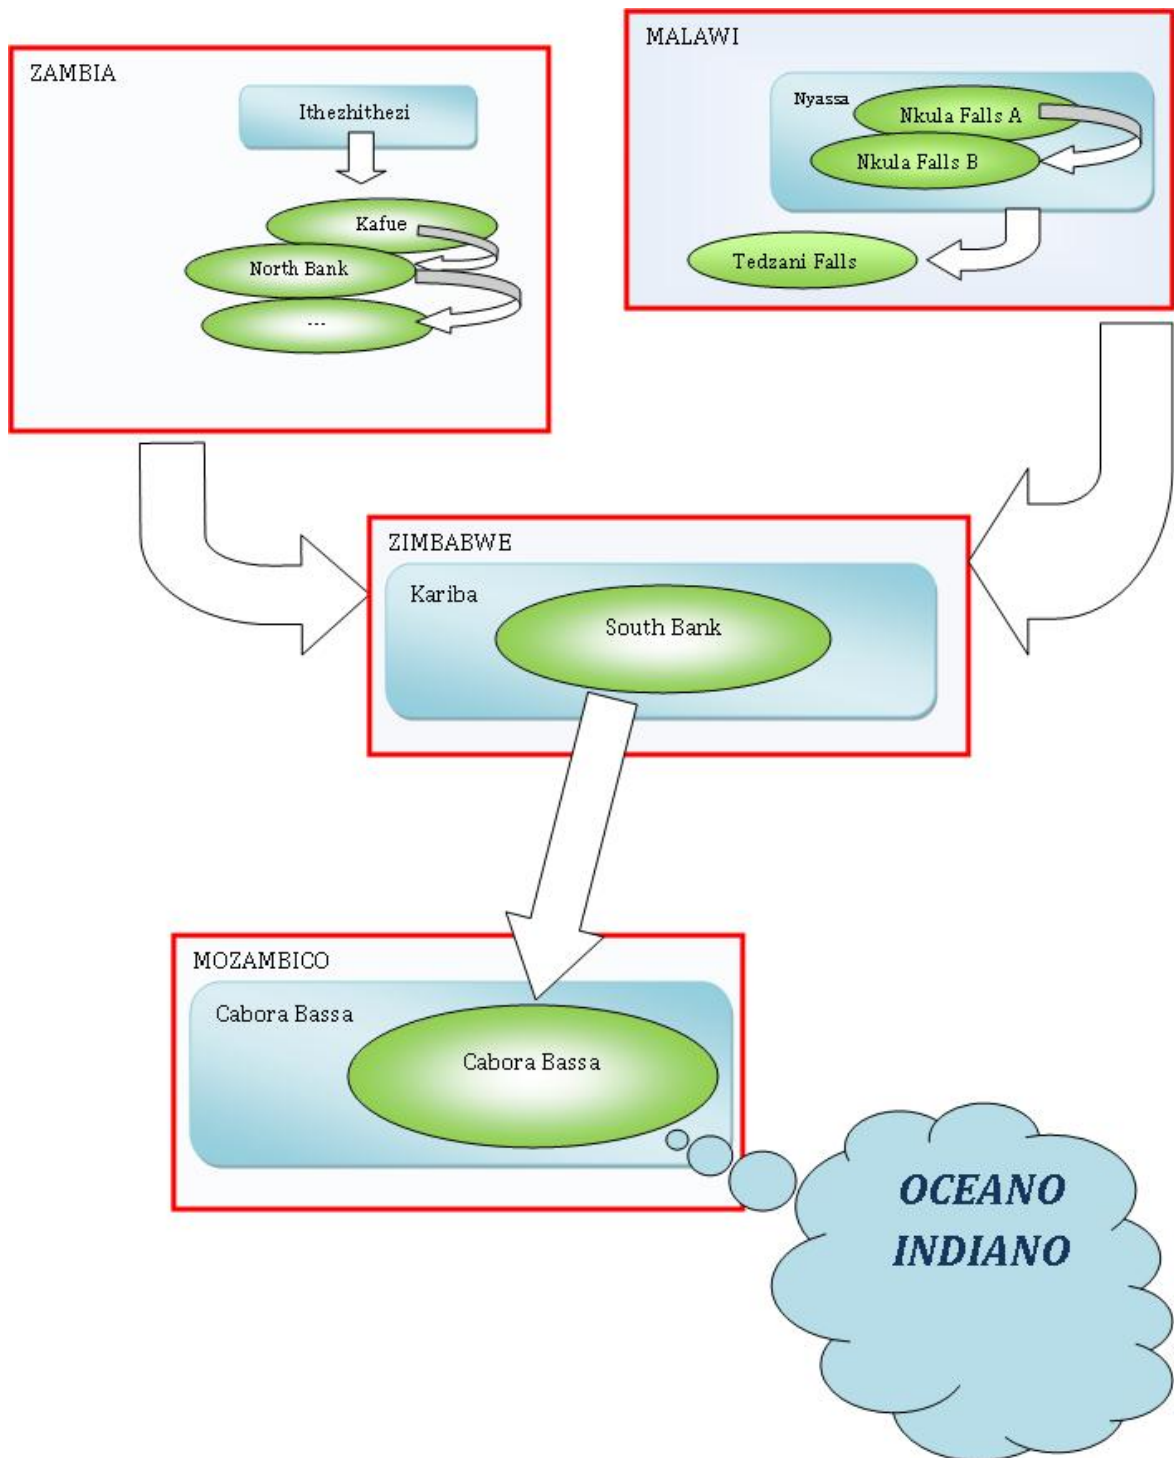 ZAMBIA
Ithezhithezi
Kafue
North Bank
...
MALAWI
Nyassa
Nkula Falls A
Nkula Falls B
Tedzani Falls
ZIMBABWE
Kariba
South Bank
MOZAMBICO
Cabora Bassa
Cabora Bassa
OCEANO
INDIANO